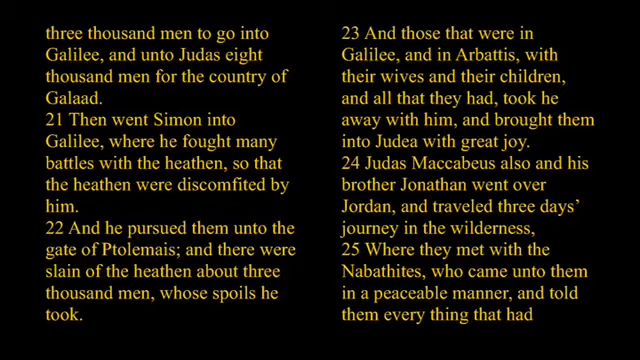 three thousand men to go into
Galilee, and unto Judas eight
thousand men for the country of
Galaad.
21 Then went Simon into
Galilee, where he fought many
battles with the heathen, so that
the heathen were discomfited by
him.
22 And he pursued them unto the
gate of Ptolemais; and there were
slain of the heathen about three
thousand men, whose spoils he
took.
23 And those that were in
Galilee, and in Arbattis, with
their wives and their children,
and all that they had, took he
away with him, and brought them
into Judea with great joy.
24 Judas Maccabeus also and his
brother Jonathan went over
Jordan, and traveled three days’
journey in the wilderness,
25 Where they met with the
Nabathites, who came unto them
in a peaceable manner, and told
them every thing that had